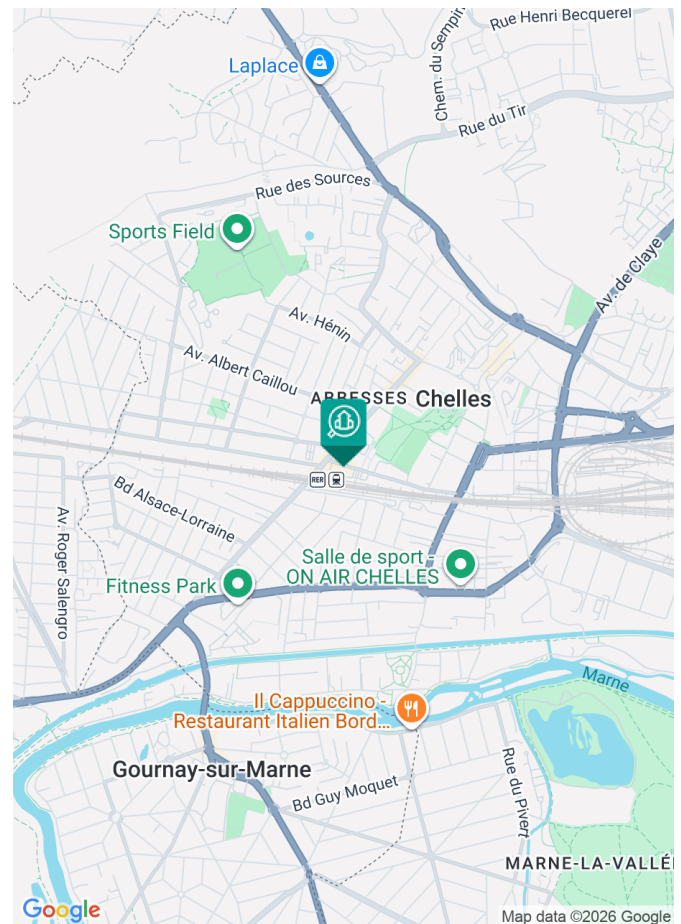 Rue Henri Becquerel
Laplace
Chem. du Sempin
Rue du Tir
Rue des Sources
Sports Field
Av. de Claye
Av. Hénin
Av. Albert Caillou
ABBESSES
Chelles
RER
Bd Alsace-Lorraine
Av. Roger Salengro
Salle de sport -
ON AIR CHELLES
Fitness Park
Marne
Il Cappuccino -
Restaurant Italien Bord...
Gournay-sur-Marne
Bd Guy Moquet
Rue du Pivert
MARNE-LA-VALLÉ
Google
Map data ©2026 Google